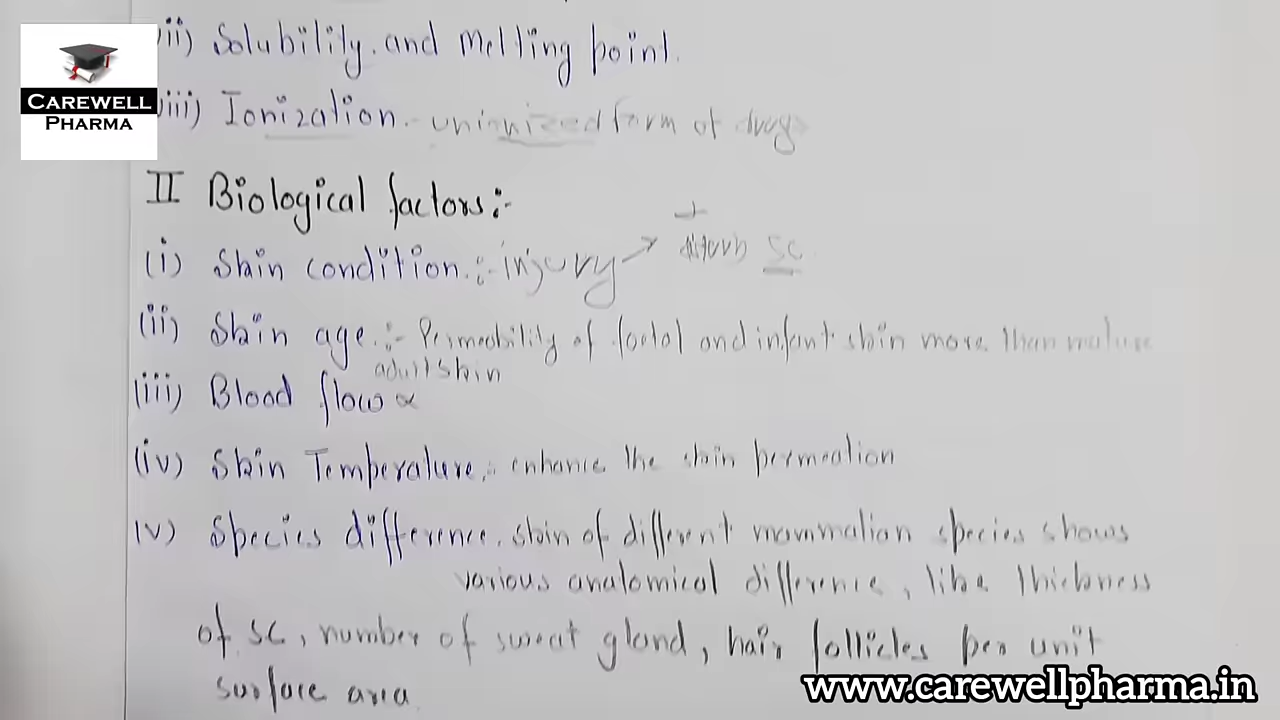 CAREWELL
PHARMA
ii) Solubility and Melting point.
iii) Ionization. - unionized form of drugs
II Biological factors:-
(i) Skin condition :- injury → disturb SC
(ii) Skin age :- Permeability of foetal and infant skin more than mature
adult skin
(iii) Blood flow ∝
(iv) Skin Temperature. enhance the skin permeation
(v) Species difference. skin of different mammalian species shows
various anatomical difference, like thickness
of SC, number of sweat gland, hair follicles per unit
surface area
www.carewellpharma.in